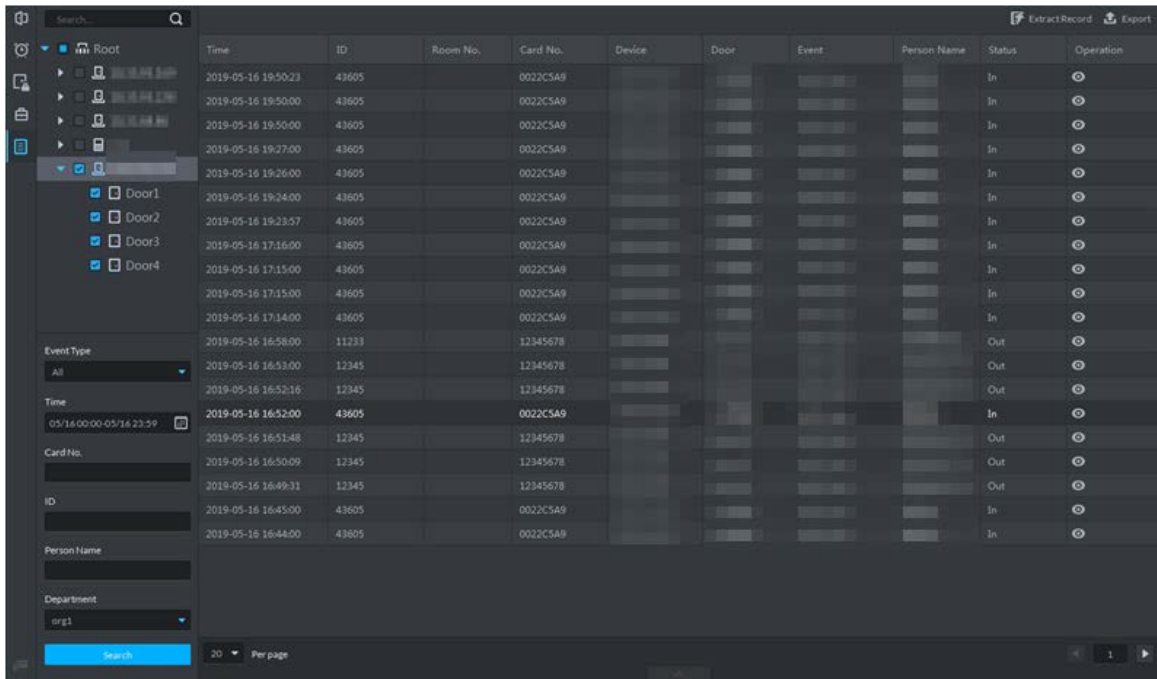 Search...
Extract Record Export
Root
Door1
Door2
Door3
Door4
Event Type
All
Time
05/16 00:00-05/16 23:59
Card No.
ID
Person Name
Department
org1
Search
Time ID Room No. Card No. Device Door Event Person Name Status Operation
2019-05-16 19:50:23 43605 0022C5A9 In
2019-05-16 19:50:00 43605 0022C5A9 In
2019-05-16 19:50:00 43605 0022C5A9 In
2019-05-16 19:27:00 43605 0022C5A9 In
2019-05-16 19:26:00 43605 0022C5A9 In
2019-05-16 19:24:00 43605 0022C5A9 In
2019-05-16 19:23:57 43605 0022C5A9 In
2019-05-16 17:16:00 43605 0022C5A9 In
2019-05-16 17:15:00 43605 0022C5A9 In
2019-05-16 17:15:00 43605 0022C5A9 In
2019-05-16 17:14:00 43605 0022C5A9 In
2019-05-16 16:58:00 11233 12345678 Out
2019-05-16 16:53:00 12345 12345678 Out
2019-05-16 16:52:16 12345 12345678 Out
2019-05-16 16:52:00 43605 0022C5A9 In
2019-05-16 16:51:48 12345 12345678 Out
2019-05-16 16:50:09 12345 12345678 Out
2019-05-16 16:49:31 12345 12345678 Out
2019-05-16 16:45:00 43605 0022C5A9 In
2019-05-16 16:44:00 43605 0022C5A9 In
20 Per page 1